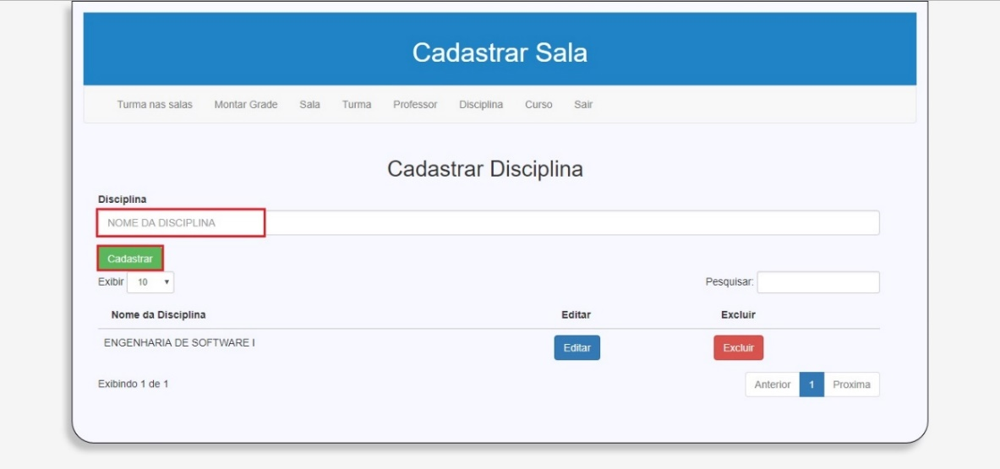 Cadastrar Sala
Turma nas salas Montar Grade Sala Turma Professor Disciplina Curso Sair
Cadastrar Disciplina
Disciplina
NOME DA DISCIPLINA
Cadastrar
Exibir 10 Pesquisar:
Nome da Disciplina Editar Excluir
ENGENHARIA DE SOFTWARE I Editar Excluir
Exibindo 1 de 1 Anterior 1 Proxima